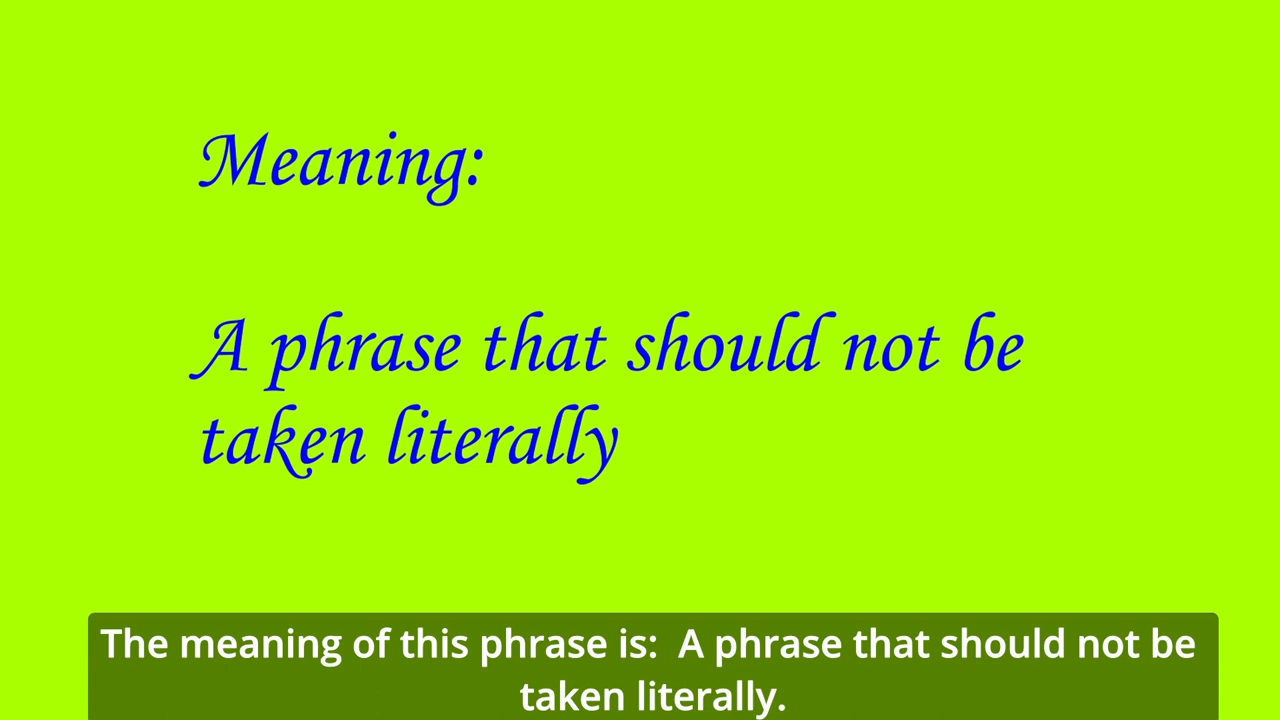 Meaning:
A phrase that should not be
taken literally
The meaning of this phrase is:  A phrase that should not be
taken literally.